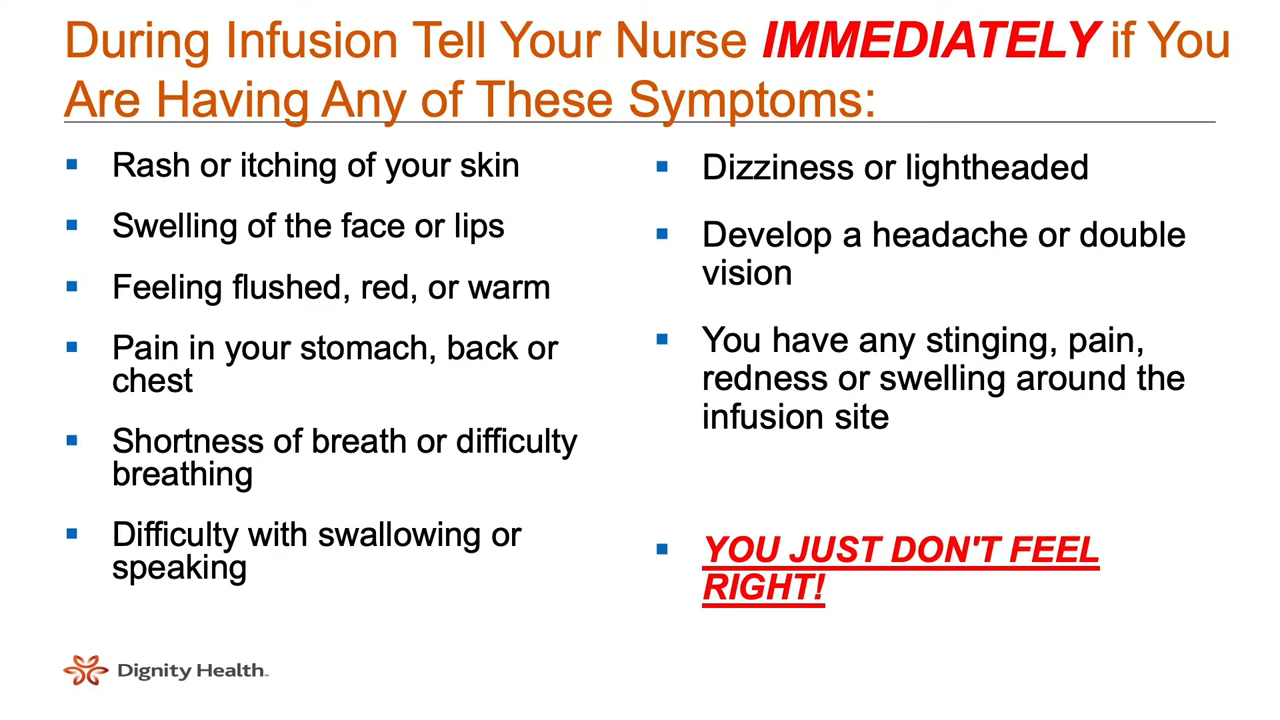 During Infusion Tell Your Nurse IMMEDIATELY if You
Are Having Any of These Symptoms:
▪ Rash or itching of your skin
▪ Swelling of the face or lips
▪ Feeling flushed, red, or warm
▪ Pain in your stomach, back or
chest
▪ Shortness of breath or difficulty
breathing
▪ Difficulty with swallowing or
speaking
▪ Dizziness or lightheaded
▪ Develop a headache or double
vision
▪ You have any stinging, pain,
redness or swelling around the
infusion site
▪ YOU JUST DON'T FEEL
RIGHT!
Dignity Health™